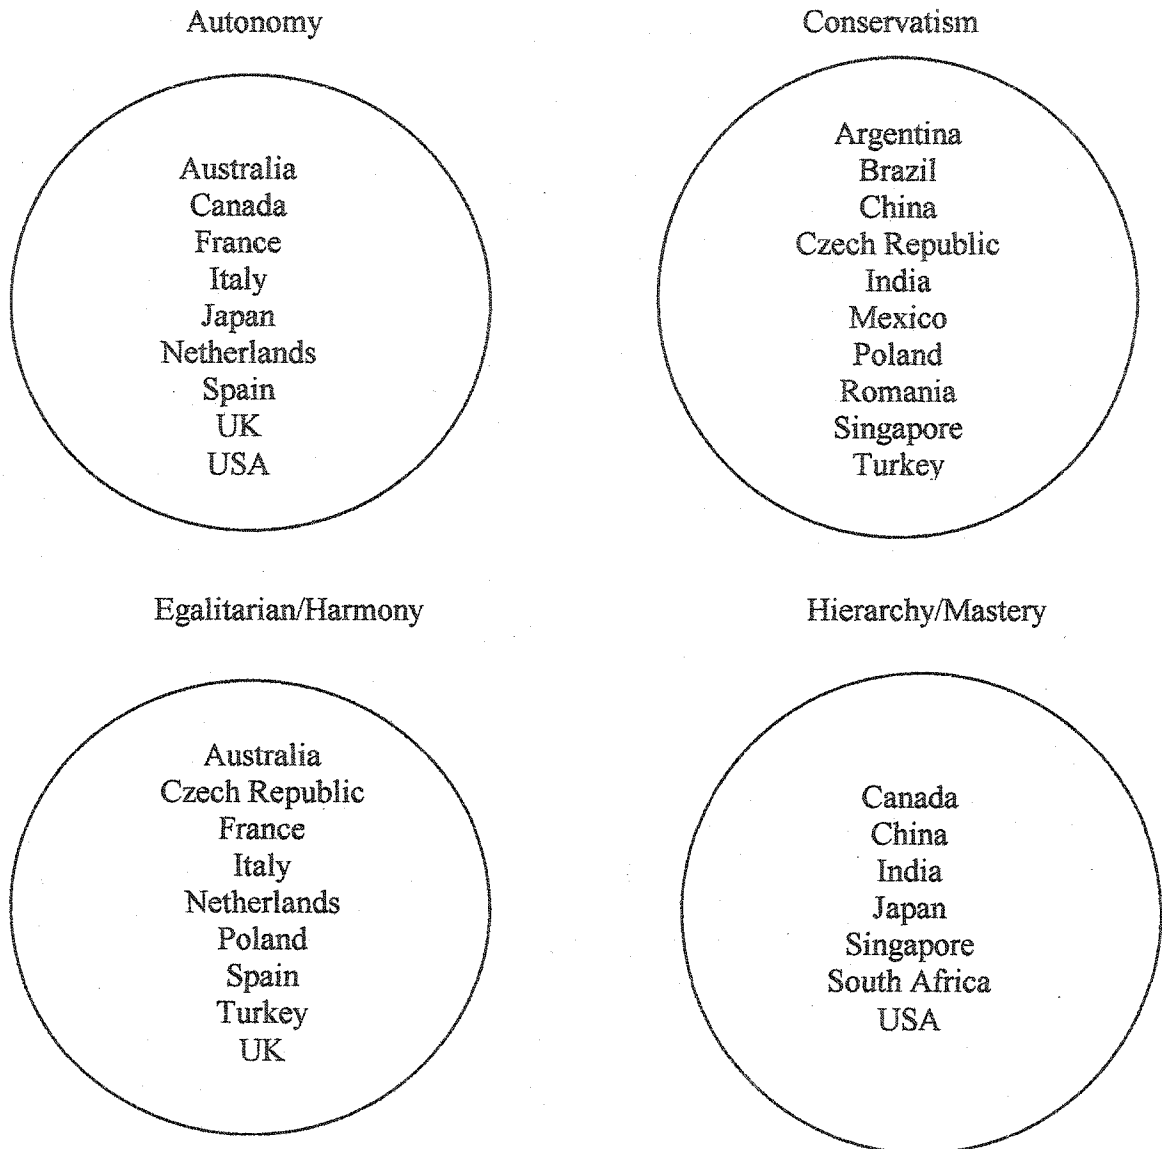 Autonomy
Australia
Canada
France
Italy
Japan
Netherlands
Spain
UK
USA
Conservatism
Argentina
Brazil
China
Czech Republic
India
Mexico
Poland
Romania
Singapore
Turkey
Egalitarian/Harmony
Australia
Czech Republic
France
Italy
Netherlands
Poland
Spain
Turkey
UK
Hierarchy/Mastery
Canada
China
India
Japan
Singapore
South Africa
USA